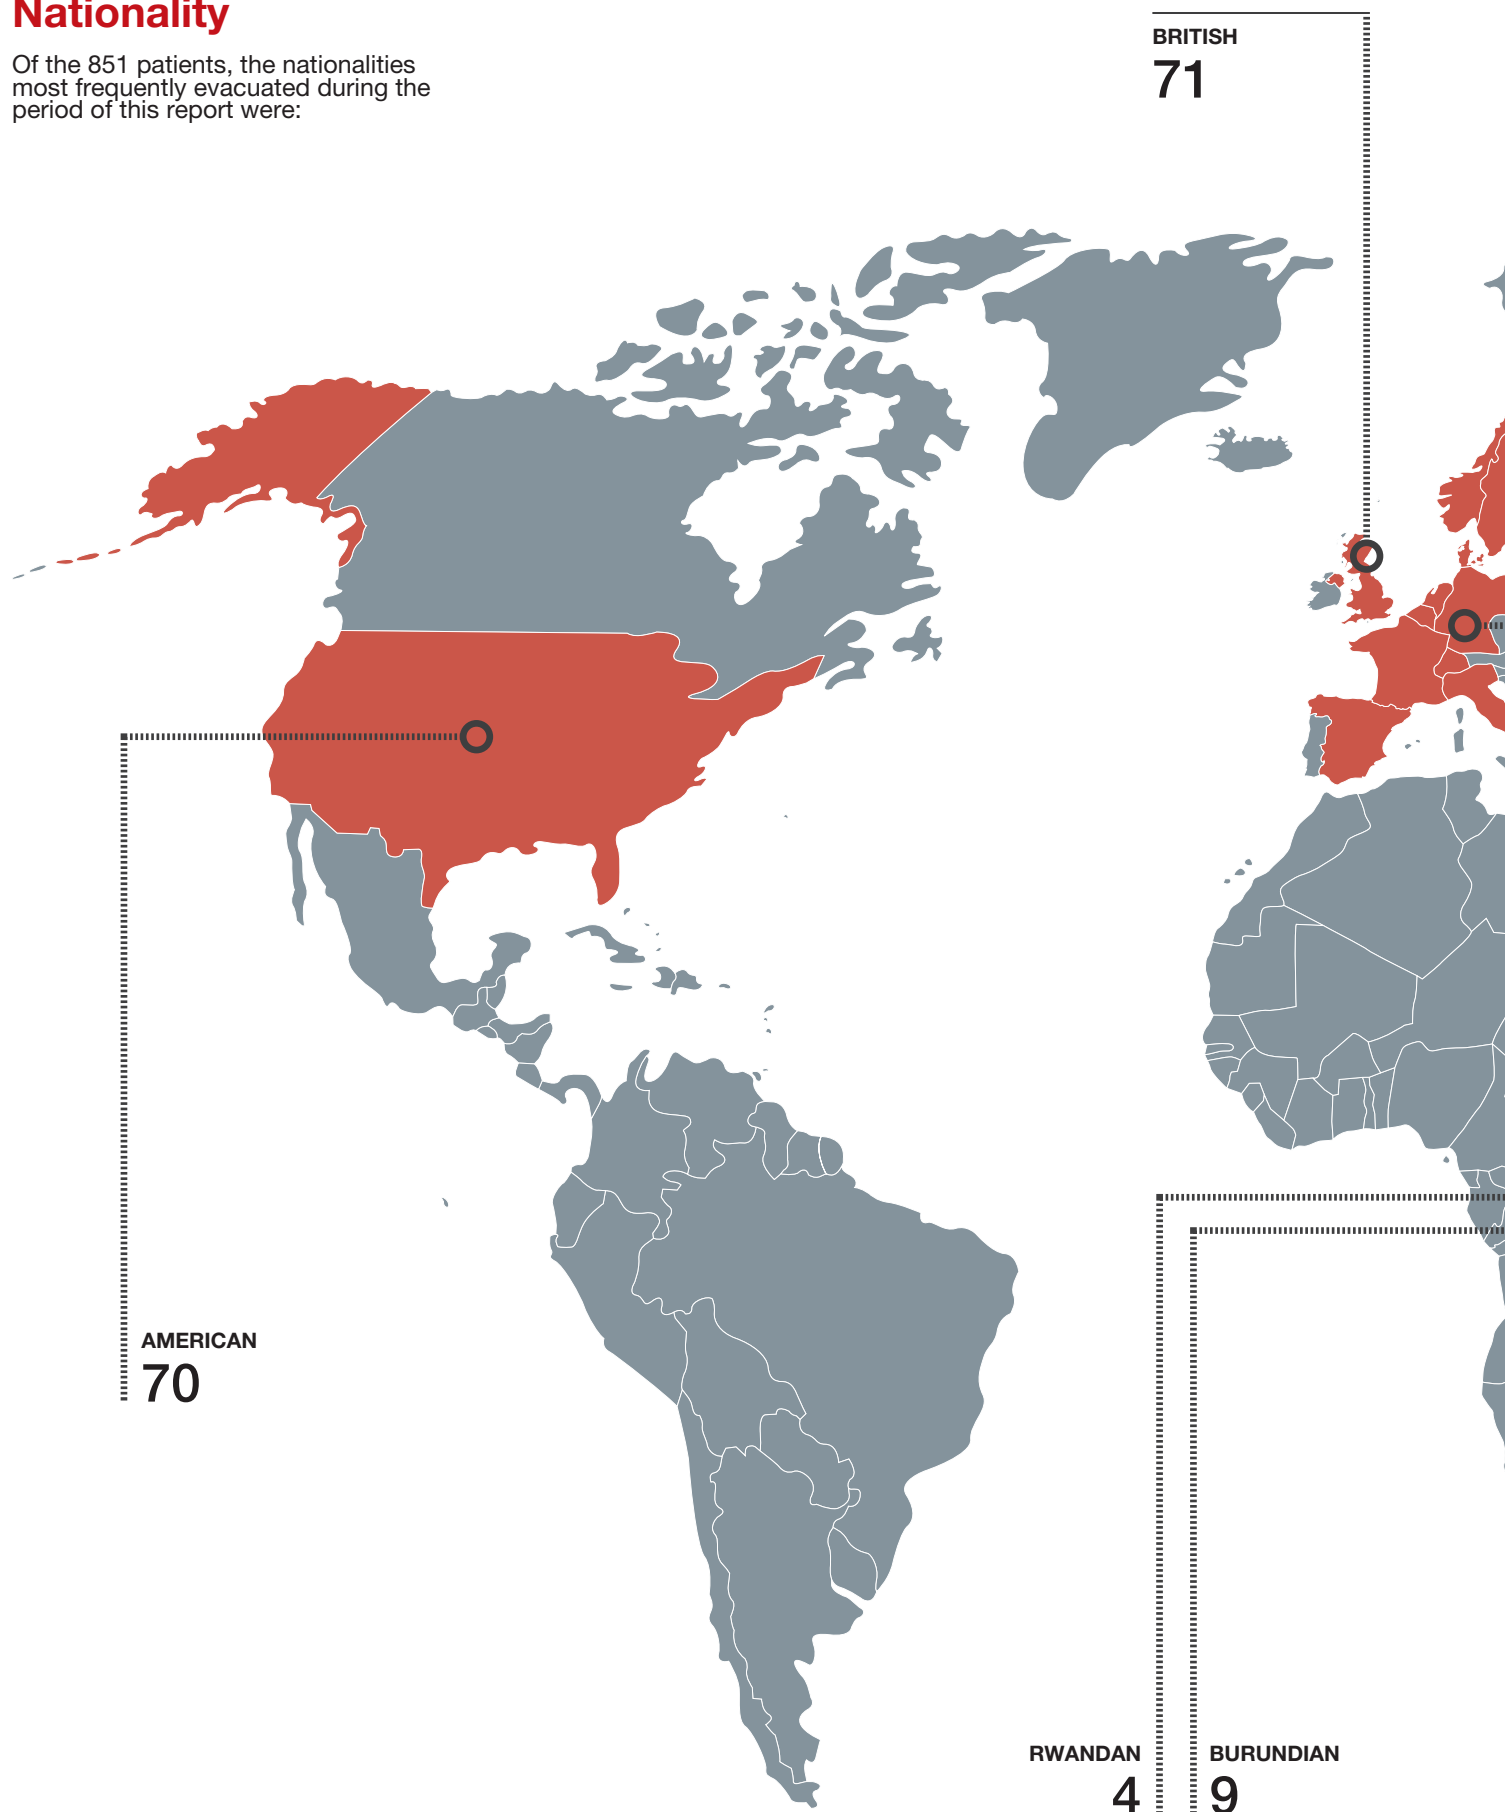 Nationality
Of the 851 patients, the nationalities
most frequently evacuated during the
period of this report were:
BRITISH
71
AMERICAN
70
RWANDAN
4
BURUNDIAN
9